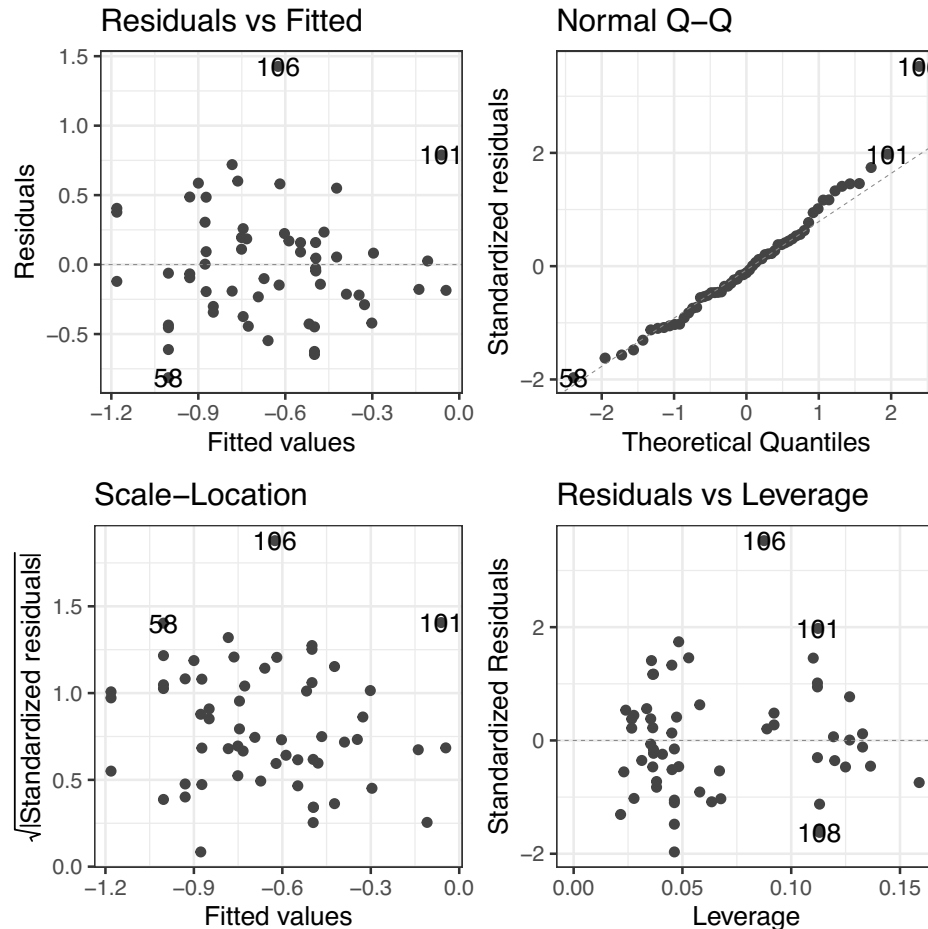 Residuals vs Fitted
1.5
1.0
0.5
0.0
−0.5
Residuals
106
101
58
−1.2 −0.9 −0.6 −0.3 0.0
Fitted values
Normal Q−Q
2
0
−2
Standardized residuals
101
58
−2 −1 0 1 2
Theoretical Quantiles
Scale−Location
1.5
1.0
0.5
0.0
√|Standardized residuals|
106
58
101
−1.2 −0.9 −0.6 −0.3 0.0
Fitted values
Residuals vs Leverage
2
0
−2
Standardized Residuals
106
101
108
0.00 0.05 0.10 0.15
Leverage